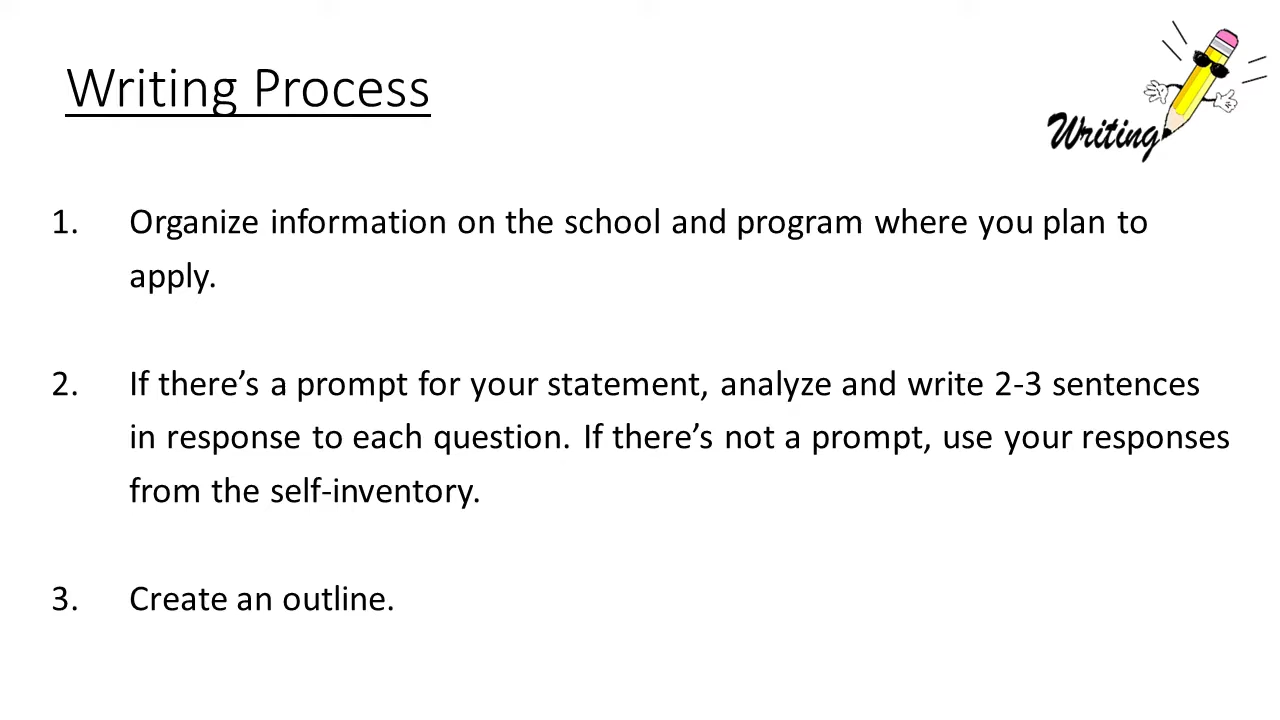 Writing Process
Writing
1. Organize information on the school and program where you plan to
apply.
2. If there’s a prompt for your statement, analyze and write 2-3 sentences
in response to each question. If there’s not a prompt, use your responses
from the self-inventory.
3. Create an outline.